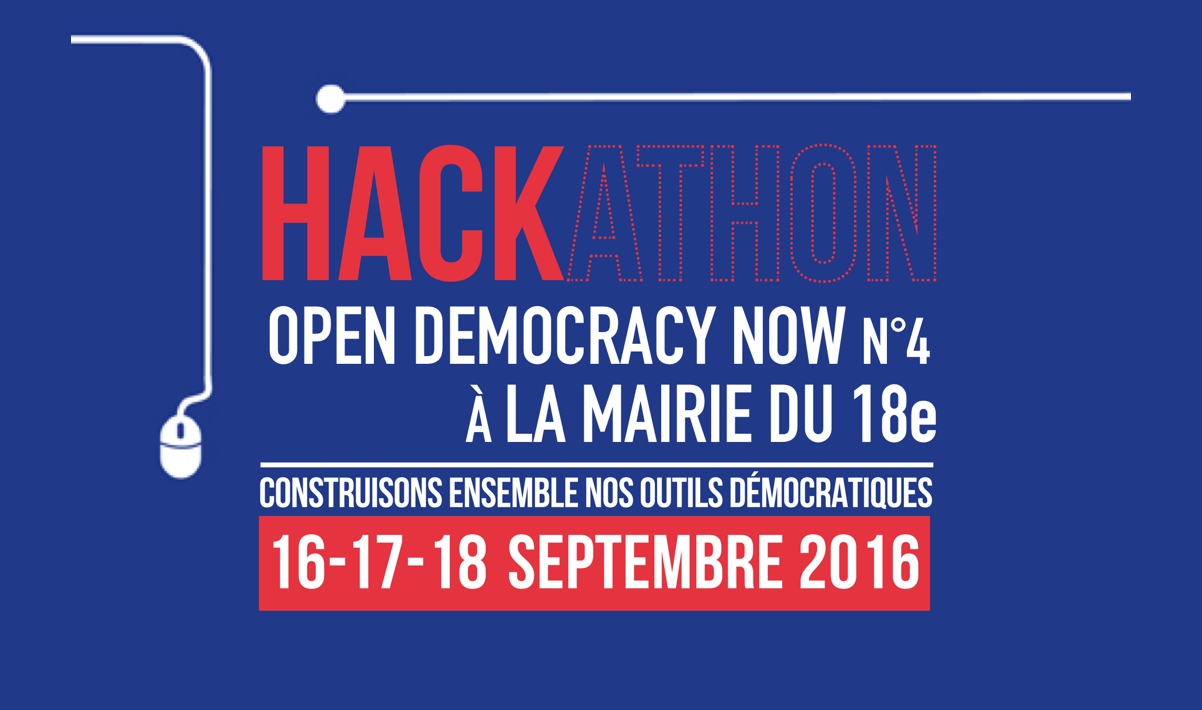 HACKATHON
OPEN DEMOCRACY NOW N°4
À LA MAIRIE DU 18e
CONSTRUISONS ENSEMBLE NOS OUTILS DÉMOCRATIQUES
16-17-18 SEPTEMBRE 2016